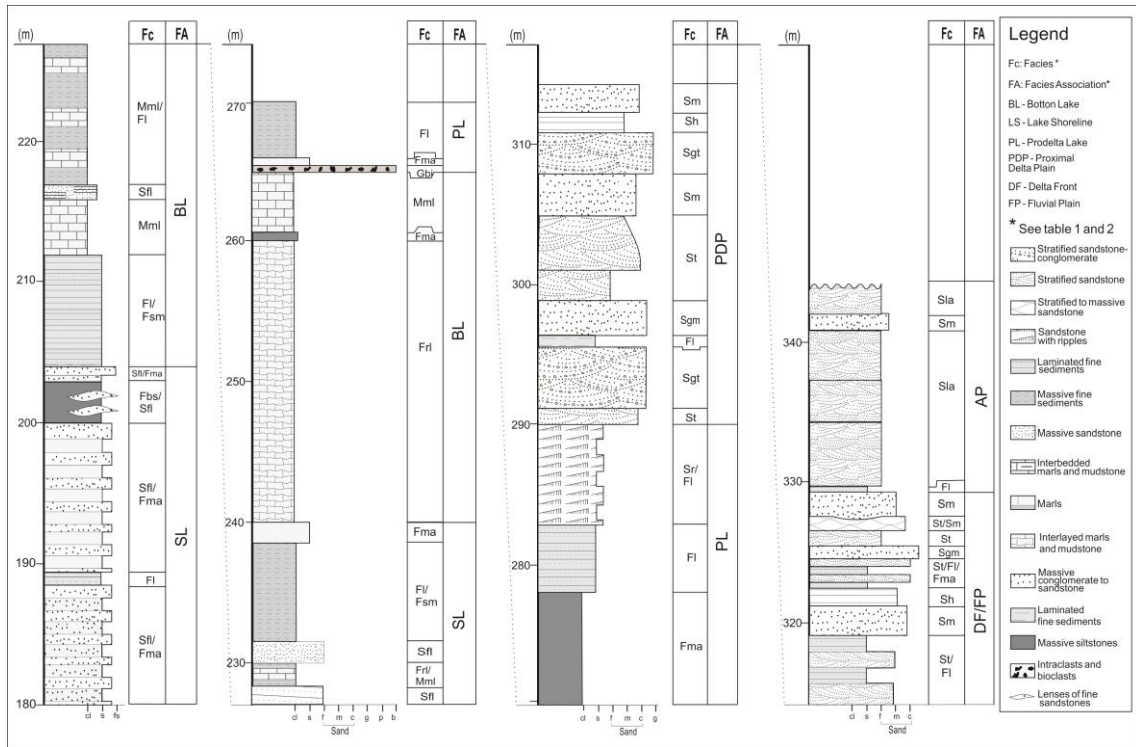 (m)
Fc
FA
220
210
200
190
180
Mml/
Fl
Sfl
Mml
Fl/
Fsm
Sfl/Fma
Fbs/
Sfl
Sfl/
Fma
Fl
Sfl/
Fma
BL
SL
cl s fs
(m)
Fc
FA
270
260
250
240
230
Fl
Fma
Gbr
Mml
Fma
Frl
Fma
Fl/
Fsm
Sfl
Frl/
Mml
Sfl
PL
BL
SL
cl s f m c g p b
Sand
(m)
Fc
FA
310
300
290
280
Sm
Sh
Sgt
Sm
St
Sgm
Fl
Sgt
St
Sr/
Fl
Fl
Fma
PDP
PL
cl s f m c g
Sand
(m)
Fc
FA
340
330
320
Sla
Sm
Sla
Fl
Sm
St/Sm
St
Sgm
St/Fl/
Fma
Sh
Sm
St/
Fl
AP
DF/FP
cl s f m c
Sand
Legend
Fc: Facies *
FA: Facies Association*
BL - Botton Lake
LS - Lake Shoreline
PL - Prodelta Lake
PDP - Proximal
Delta Plain
DF - Delta Front
FP - Fluvial Plain
* See table 1 and 2
Stratified sandstone-
conglomerate
Stratified sandstone
Stratified to massive
sandstone
Sandstone
with ripples
Laminated fine
sediments
Massive fine
sediments
Massive sandstone
Interbedded
marls and mudstone
Marls
Interlayed marls
and mudstone
Massive
conglomerate to
sandstone
Laminated
fine sediments
Massive siltstones
Intraclasts and
bioclasts
Lenses of fine
sandstones